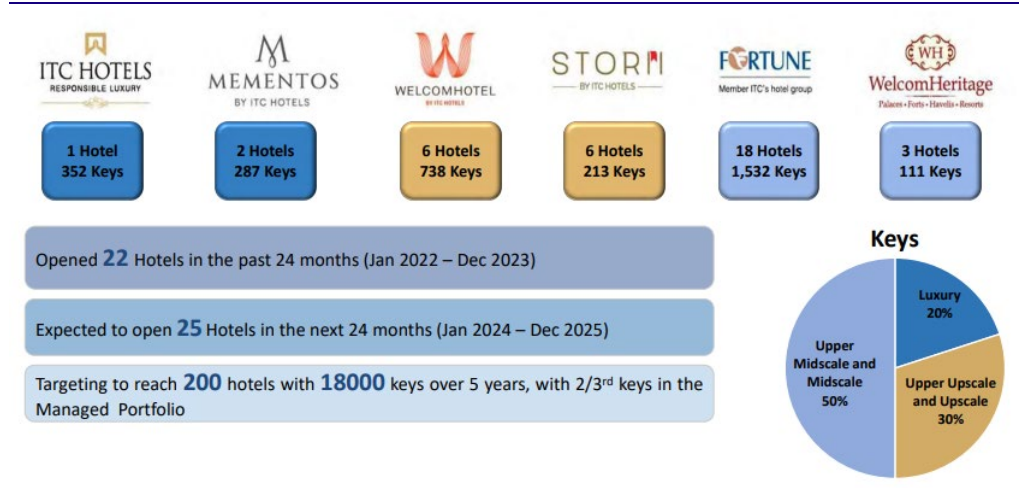 ITC HOTELS
RESPONSIBLE LUXURY
MEMENTOS
BY ITC HOTELS
WELCOMHOTEL
BY ITC HOTELS
STORII
BY ITC HOTELS
FORTUNE
Member ITC's hotel group
WH
WelcomHeritage
Palaces • Forts • Havelis • Resorts
1 Hotel
352 Keys
2 Hotels
287 Keys
6 Hotels
738 Keys
6 Hotels
213 Keys
18 Hotels
1,532 Keys
3 Hotels
111 Keys
Opened 22 Hotels in the past 24 months (Jan 2022 – Dec 2023)
Expected to open 25 Hotels in the next 24 months (Jan 2024 – Dec 2025)
Targeting to reach 200 hotels with 18000 keys over 5 years, with 2/3rd keys in the
Managed Portfolio
Keys
Luxury
20%
Upper
Midscale and
Midscale
50%
Upper Upscale
and Upscale
30%